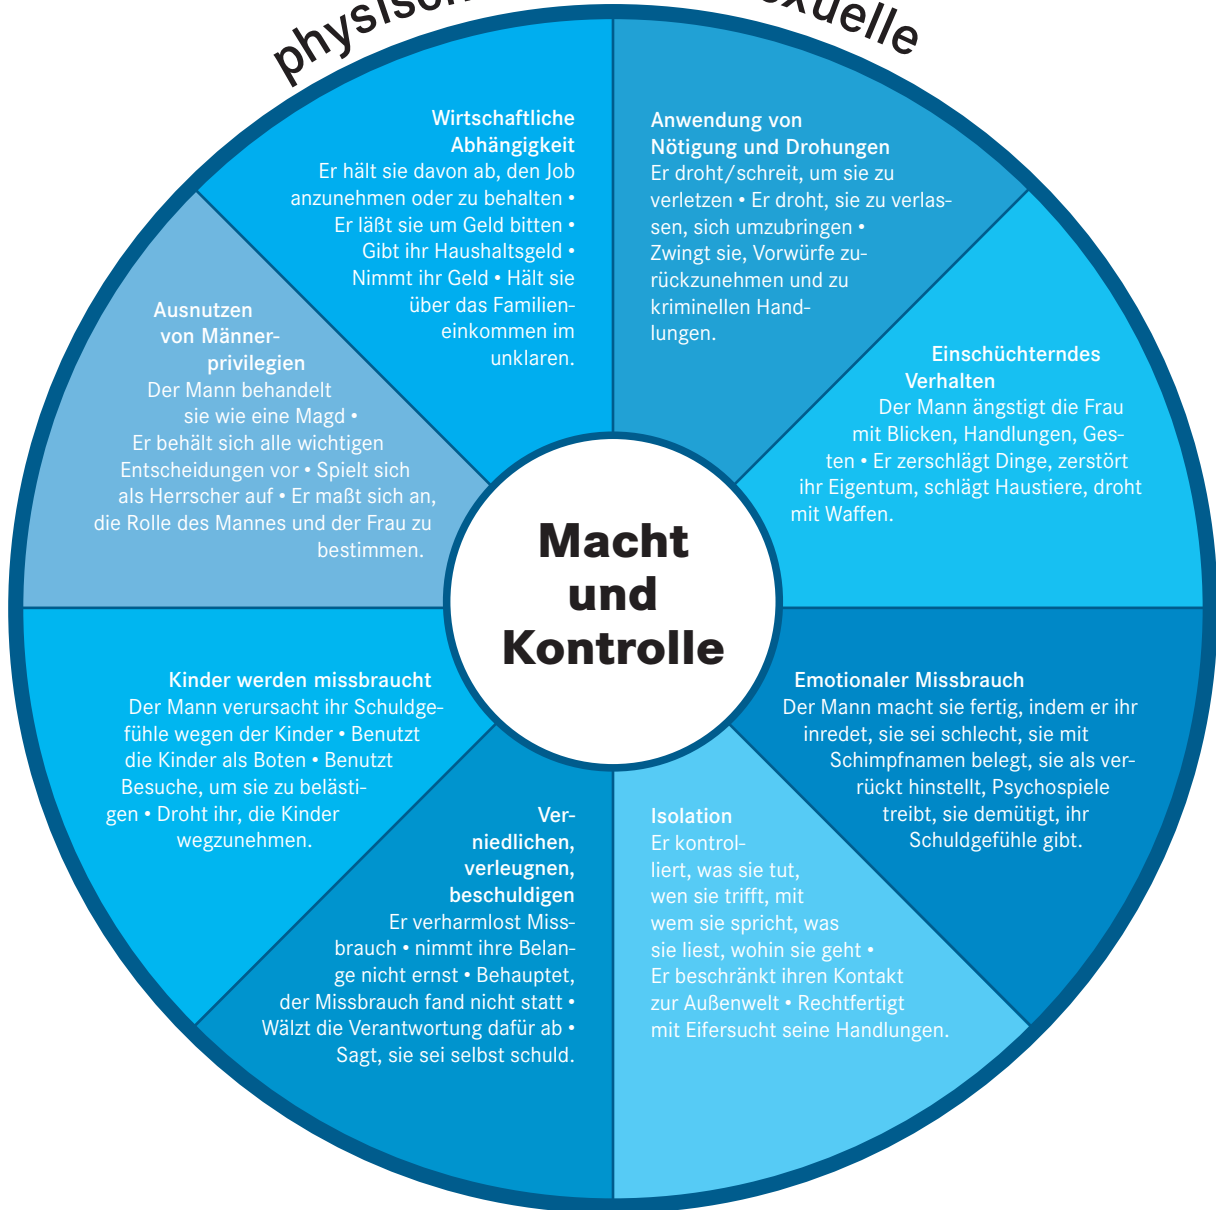 Wirtschaftliche
Abhängigkeit
Er hält sie davon ab, den Job
anzunehmen oder zu behalten •
Er läßt sie um Geld bitten •
Gibt ihr Haushaltsgeld •
Nimmt ihr Geld • Hält sie
über das Familien-
einkommen im
unklaren.
Anwendung von
Nötigung und Drohungen
Er droht/schreit, um sie zu
verletzen • Er droht, sie zu verlas-
sen, sich umzubringen •
Zwingt sie, Vorwürfe zu-
rückzunehmen und zu
kriminellen Hand-
lungen.
Einschüchterndes
Verhalten
Der Mann ängstigt die Frau
mit Blicken, Handlungen, Ges-
ten • Er zerschlägt Dinge, zerstört
ihr Eigentum, schlägt Haustiere, droht
mit Waffen.
Emotionaler Missbrauch
Der Mann macht sie fertig, indem er ihr
inredet, sie sei schlecht, sie mit
Schimpfnamen belegt, sie als ver-
rückt hinstellt, Psychospiele
treibt, sie demütigt, ihr
Schuldgefühle gibt.
Isolation
Er kontrol-
liert, was sie tut,
wen sie trifft, mit
wem sie spricht, was
sie liest, wohin sie geht •
Er beschränkt ihren Kontakt
zur Außenwelt • Rechtfertigt
mit Eifersucht seine Handlungen.
Ver-
niedlichen,
verleugnen,
beschuldigen
Er verharmlost Miss-
brauch • nimmt ihre Belan-
ge nicht ernst • Behauptet,
der Missbrauch fand nicht statt •
Wälzt die Verantwortung dafür ab •
Sagt, sie sei selbst schuld.
Kinder werden missbraucht
Der Mann verursacht ihr Schuldge-
fühle wegen der Kinder • Benutzt
die Kinder als Boten • Benutzt
Besuche, um sie zu belästi-
gen • Droht ihr, die Kinder
wegzunehmen.
Ausnutzen
von Männer-
privilegien
Der Mann behandelt
sie wie eine Magd •
Er behält sich alle wichtigen
Entscheidungen vor • Spielt sich
als Herrscher auf • Er maßt sich an,
die Rolle des Mannes und der Frau zu
bestimmen.
Macht
und
Kontrolle